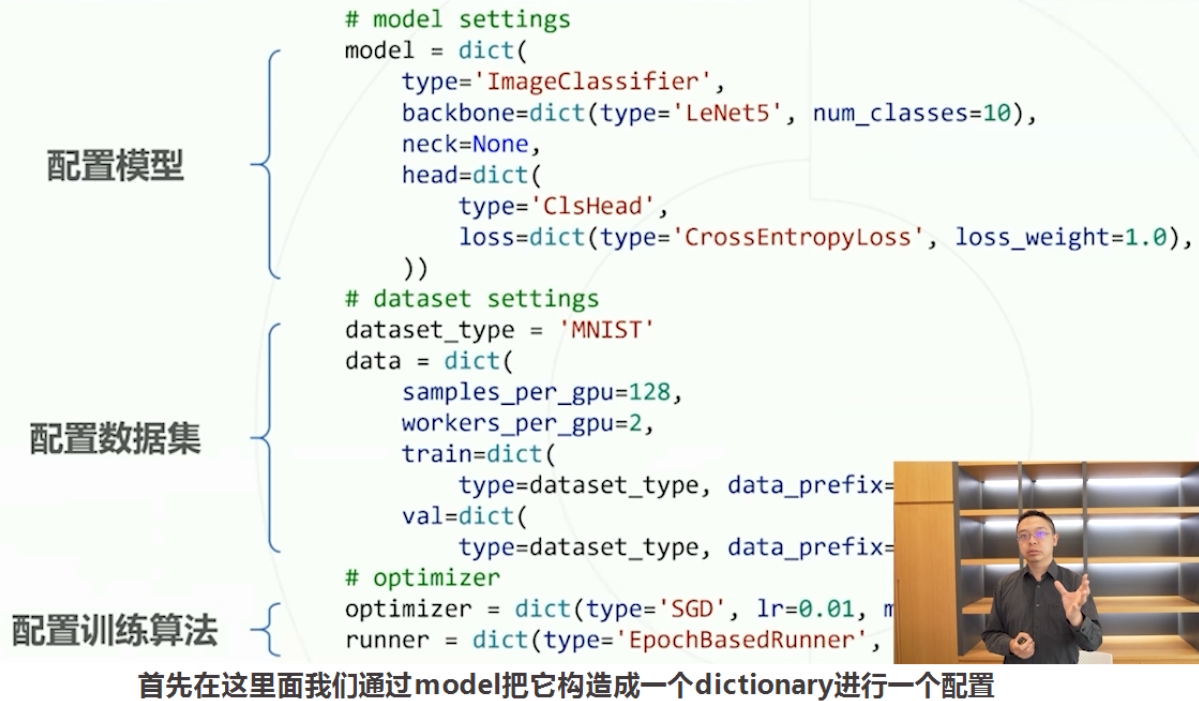 # model settings
model = dict(
type='ImageClassifier',
backbone=dict(type='LeNet5', num_classes=10),
neck=None,
配置模型
head=dict(
type='ClsHead',
loss=dict(type='CrossEntropyLoss', loss_weight=1.0),
))
# dataset settings
dataset_type = 'MNIST'
data = dict(
samples_per_gpu=128,
workers_per_gpu=2,
配置数据集
train=dict(
type=dataset_type, data_prefix=
val=dict(
type=dataset_type, data_prefix=
# optimizer
optimizer = dict(type='SGD', lr=0.01, m
配置训练算法
runner = dict(type='EpochBasedRunner',
首先在这里面我们通过model把它构造成一个dictionary进行一个配置